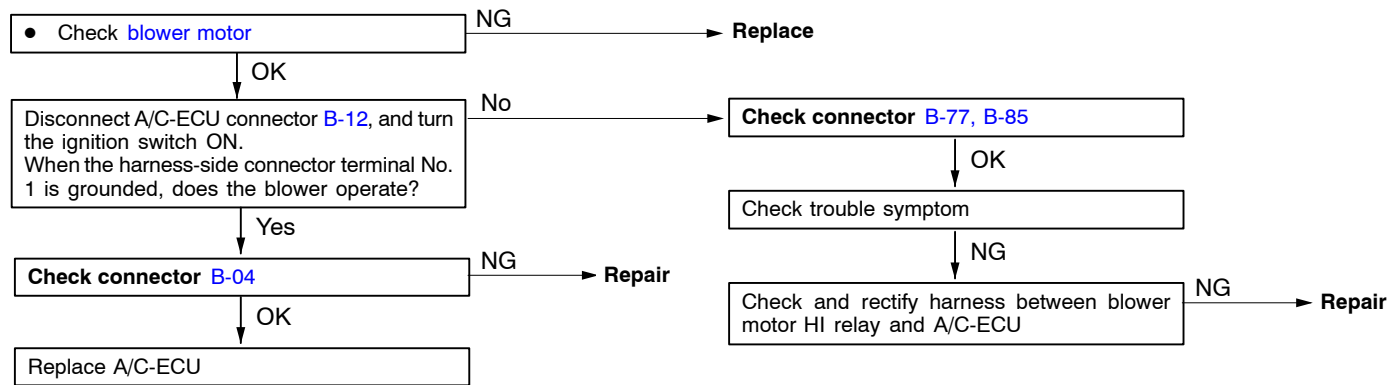 ● Check blower motor
NG
Replace
OK
Disconnect A/C-ECU connector B-12, and turn
the ignition switch ON.
When the harness-side connector terminal No.
1 is grounded, does the blower operate?
No
Check connector B-77, B-85
OK
Check trouble symptom
NG
Check and rectify harness between blower
motor HI relay and A/C-ECU
NG
Repair
Yes
Check connector B-04
NG
Repair
OK
Replace A/C-ECU